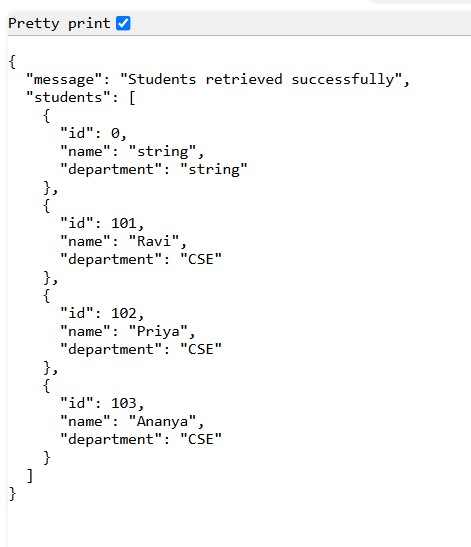 Pretty print
{
  "message": "Students retrieved successfully",
  "students": [
    {
      "id": 0,
      "name": "string",
      "department": "string"
    },
    {
      "id": 101,
      "name": "Ravi",
      "department": "CSE"
    },
    {
      "id": 102,
      "name": "Priya",
      "department": "CSE"
    },
    {
      "id": 103,
      "name": "Ananya",
      "department": "CSE"
    }
  ]
}